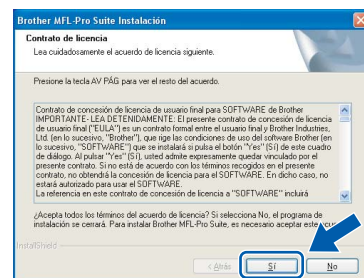 Brother MFL-Pro Suite Instalación
Contrato de licencia
Lea cuidadosamente el acuerdo de licencia siguiente.
Presione la tecla AV PÁG para ver el resto del acuerdo.
Contrato de concesión de licencia de usuario final para SOFTWARE de Brother
IMPORTANTE- LEA DETENIDAMENTE: El presente contrato de concesión de licencia
de usuario final ("EULA") es un contrato formal entre el usuario final y Brother Industries,
Ltd. (en lo sucesivo, "Brother"), que rige las condiciones de uso del software Brother (en
lo sucesivo, "SOFTWARE") que se instalará si pulsa el botón "Yes" (Sí) de este cuadro
de diálogo. Al pulsar "Yes" (Sí), usted admite expresamente quedar vinculado por el
presente contrato. Si no está de acuerdo con los términos recogidos en el presente
contrato, no obtendrá la concesión de licencia para el SOFTWARE. En dicho caso, no
estará autorizado para usar el SOFTWARE.
La referencia en este contrato de concesión de licencia a "SOFTWARE" incluirá
¿Acepta todos los términos del acuerdo de licencia? Si selecciona No, el programa de
instalación se cerrará. Para instalar Brother MFL-Pro Suite, es necesario aceptar este
InstallShield
< Atrás
Sí
No